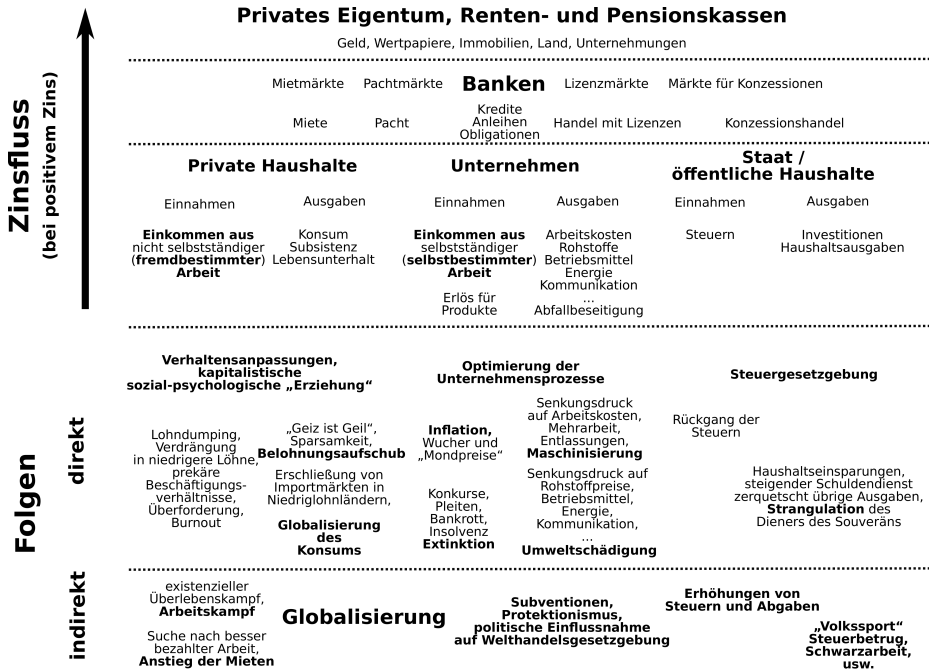 Privates Eigentum, Renten- und Pensionskassen
Geld, Wertpapiere, Immobilien, Land, Unternehmungen
Zinsfluss
(bei positivem Zins)
Mietmärkte Pachtmärkte Banken Lizenzmärkte Märkte für Konzessionen
Miete Pacht
Kredite
Anleihen
Obligationen
Handel mit Lizenzen Konzessionshandel
Private Haushalte
Einnahmen Ausgaben
Einkommen aus
nicht selbstständiger
(fremdbestimmter)
Arbeit
Konsum
Subsistenz
Lebensunterhalt
Unternehmen
Einnahmen Ausgaben
Einkommen aus
selbstständiger
(selbstbestimmter)
Arbeit
Erlös für
Produkte
Arbeitskosten
Rohstoffe
Betriebsmittel
Energie
Kommunikation
...
Abfallbeseitigung
Staat /
öffentliche Haushalte
Einnahmen Ausgaben
Steuern
Investitionen
Haushaltsausgaben
Folgen
direkt
Verhaltensanpassungen,
kapitalistische
sozial-psychologische „Erziehung“
Lohndumping,
Verdrängung
in niedrigere Löhne,
prekäre
Beschäftigungs-
verhältnisse,
Überforderung,
Burnout
„Geiz ist Geil“,
Sparsamkeit,
Belohnungsaufschub
Erschließung von
Importmärkten in
Niedriglohnländern,
Globalisierung
des
Konsums
Optimierung der
Unternehmensprozesse
Inflation,
Wucher und
„Mondpreise“
Konkurse,
Pleiten,
Bankrott,
Insolvenz
Extinktion
Senkungsdruck
auf Arbeitskosten,
Mehrarbeit,
Entlassungen,
Maschinisierung
Senkungsdruck auf
Rohstoffpreise,
Betriebsmittel,
Energie,
Kommunikation,
...
Umweltschädigung
Steuergesetzgebung
Rückgang der
Steuern
Haushaltseinsparungen,
steigender Schuldendienst
zerquetscht übrige Ausgaben,
Strangulation des
Dieners des Souveräns
indirekt
existenzieller
Überlebenskampf,
Arbeitskampf
Suche nach besser
bezahlter Arbeit,
Anstieg der Mieten
Globalisierung
Subventionen,
Protektionismus,
politische Einflussnahme
auf Welthandelsgesetzgebung
Erhöhungen von
Steuern und Abgaben
„Volkssport“
Steuerbetrug,
Schwarzarbeit,
usw.